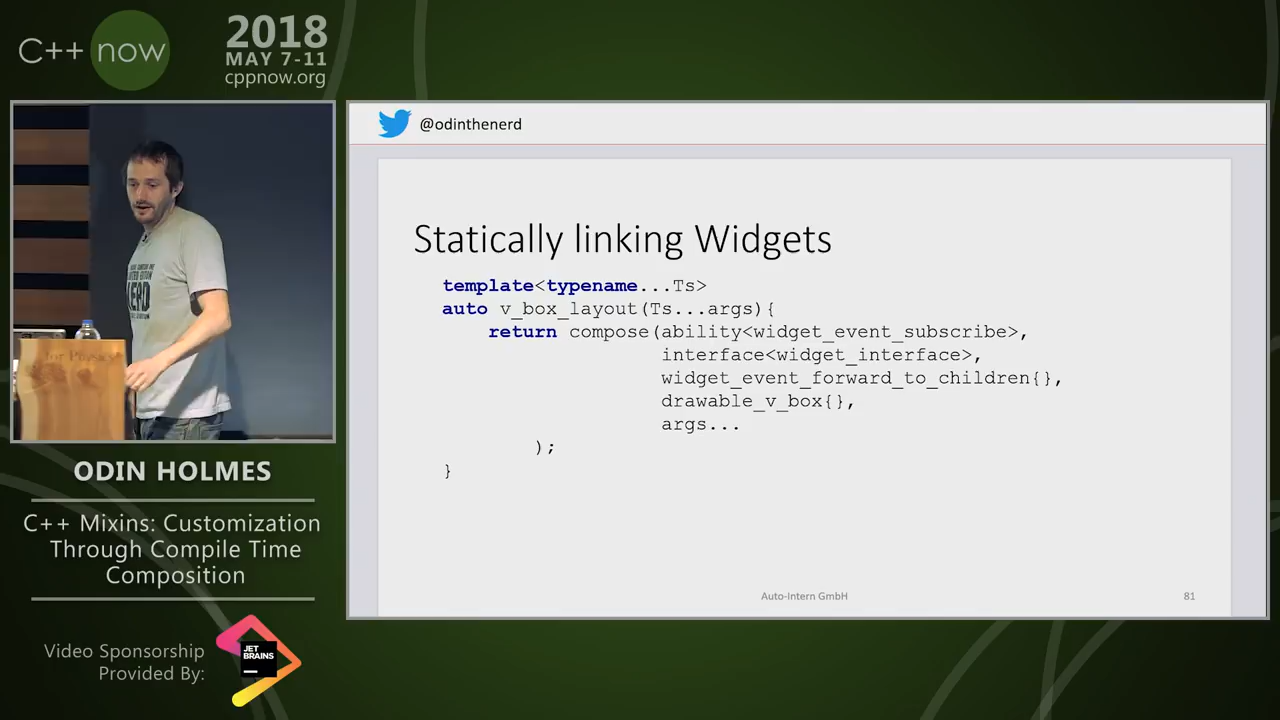 C++ now
2018
MAY 7-11
cppnow.org
@odinthenerd
Statically linking Widgets
template<typename...Ts>
auto v_box_layout(Ts...args){
return compose(ability<widget_event_subscribe>,
interface<widget_interface>,
widget_event_forward_to_children{},
drawable_v_box{},
args...
);
}
Auto-Intern GmbH
81
for Physics
ODIN HOLMES
C++ Mixins: Customization
Through Compile Time
Composition
Video Sponsorship
Provided By:
JET
BRAINS